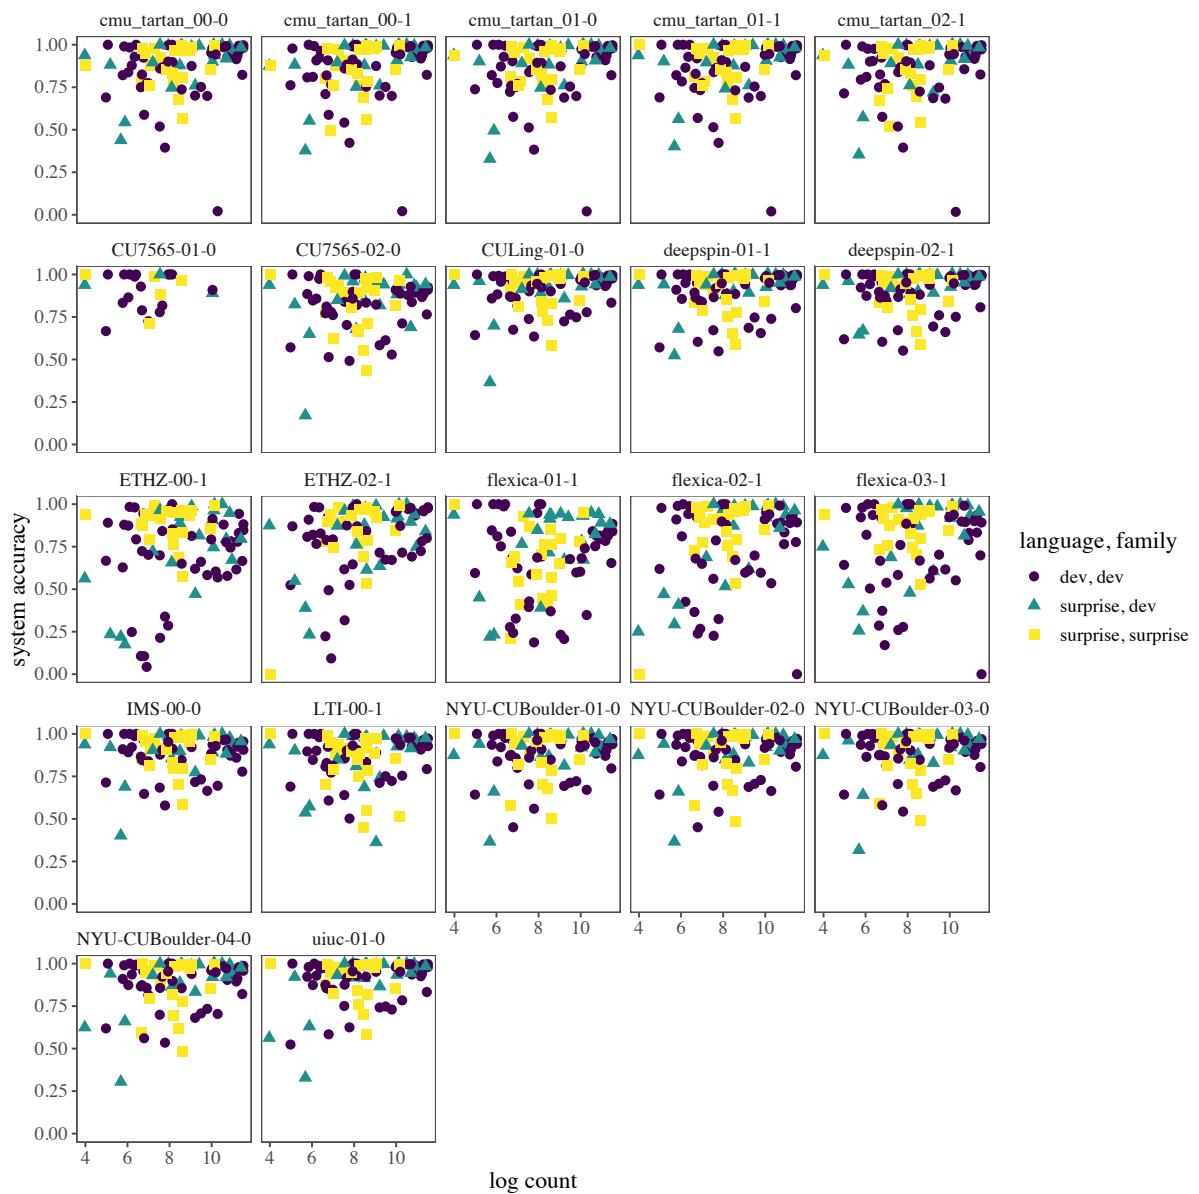 cmu_tartan_00-0 cmu_tartan_00-1 cmu_tartan_01-0 cmu_tartan_01-1 cmu_tartan_02-1
1.00
0.75
0.50
0.25
0.00
CU7565-01-0 CU7565-02-0 CULing-01-0 deepspin-01-1 deepspin-02-1
1.00
0.75
0.50
0.25
0.00
ETHZ-00-1 ETHZ-02-1 flexica-01-1 flexica-02-1 flexica-03-1
1.00
0.75
0.50
0.25
0.00
system accuracy
language, family
dev, dev
surprise, dev
surprise, surprise
IMS-00-0 LTI-00-1 NYU-CUBoulder-01-0 NYU-CUBoulder-02-0 NYU-CUBoulder-03-0
1.00
0.75
0.50
0.25
0.00
4 6 8 10 4 6 8 10 4 6 8 10
NYU-CUBoulder-04-0 uiuc-01-0
1.00
0.75
0.50
0.25
0.00
4 6 8 10 4 6 8 10
log count